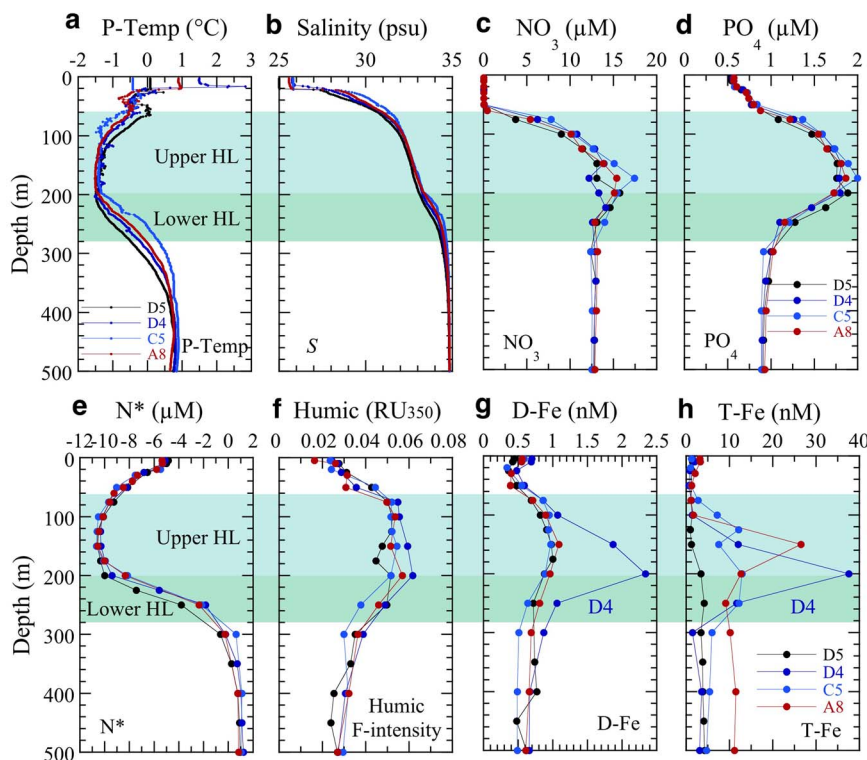 a P-Temp (°C)
-2 -1 0 1 2 3
b Salinity (psu)
25 30 35
c NO3 (µM)
0 5 10 15 20
d PO4 (µM)
0 0.5 1 1.5 2
Depth (m)
0
100
200
300
400
500
Upper HL
Lower HL
D5
D4
C5
A8
P-Temp
S
NO3
D5
D4
C5
A8
PO4
e N* (µM)
-12 -10 -8 -6 -4 -2 0 2
f Humic (RU350)
0 0.02 0.04 0.06 0.08
g D-Fe (nM)
0 0.5 1 1.5 2 2.5
h T-Fe (nM)
0 10 20 30 40
Depth (m)
0
100
200
300
400
500
Upper HL
Lower HL
N*
Humic
F-intensity
D4
D-Fe
D4
D5
D4
C5
A8
T-Fe